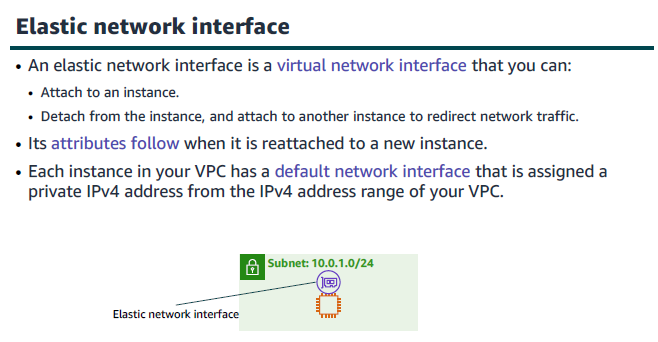 Elastic network interface
• An elastic network interface is a virtual network interface that you can:
• Attach to an instance.
• Detach from the instance, and attach to another instance to redirect network traffic.
• Its attributes follow when it is reattached to a new instance.
• Each instance in your VPC has a default network interface that is assigned a
private IPv4 address from the IPv4 address range of your VPC.
Subnet: 10.0.1.0/24
Elastic network interface